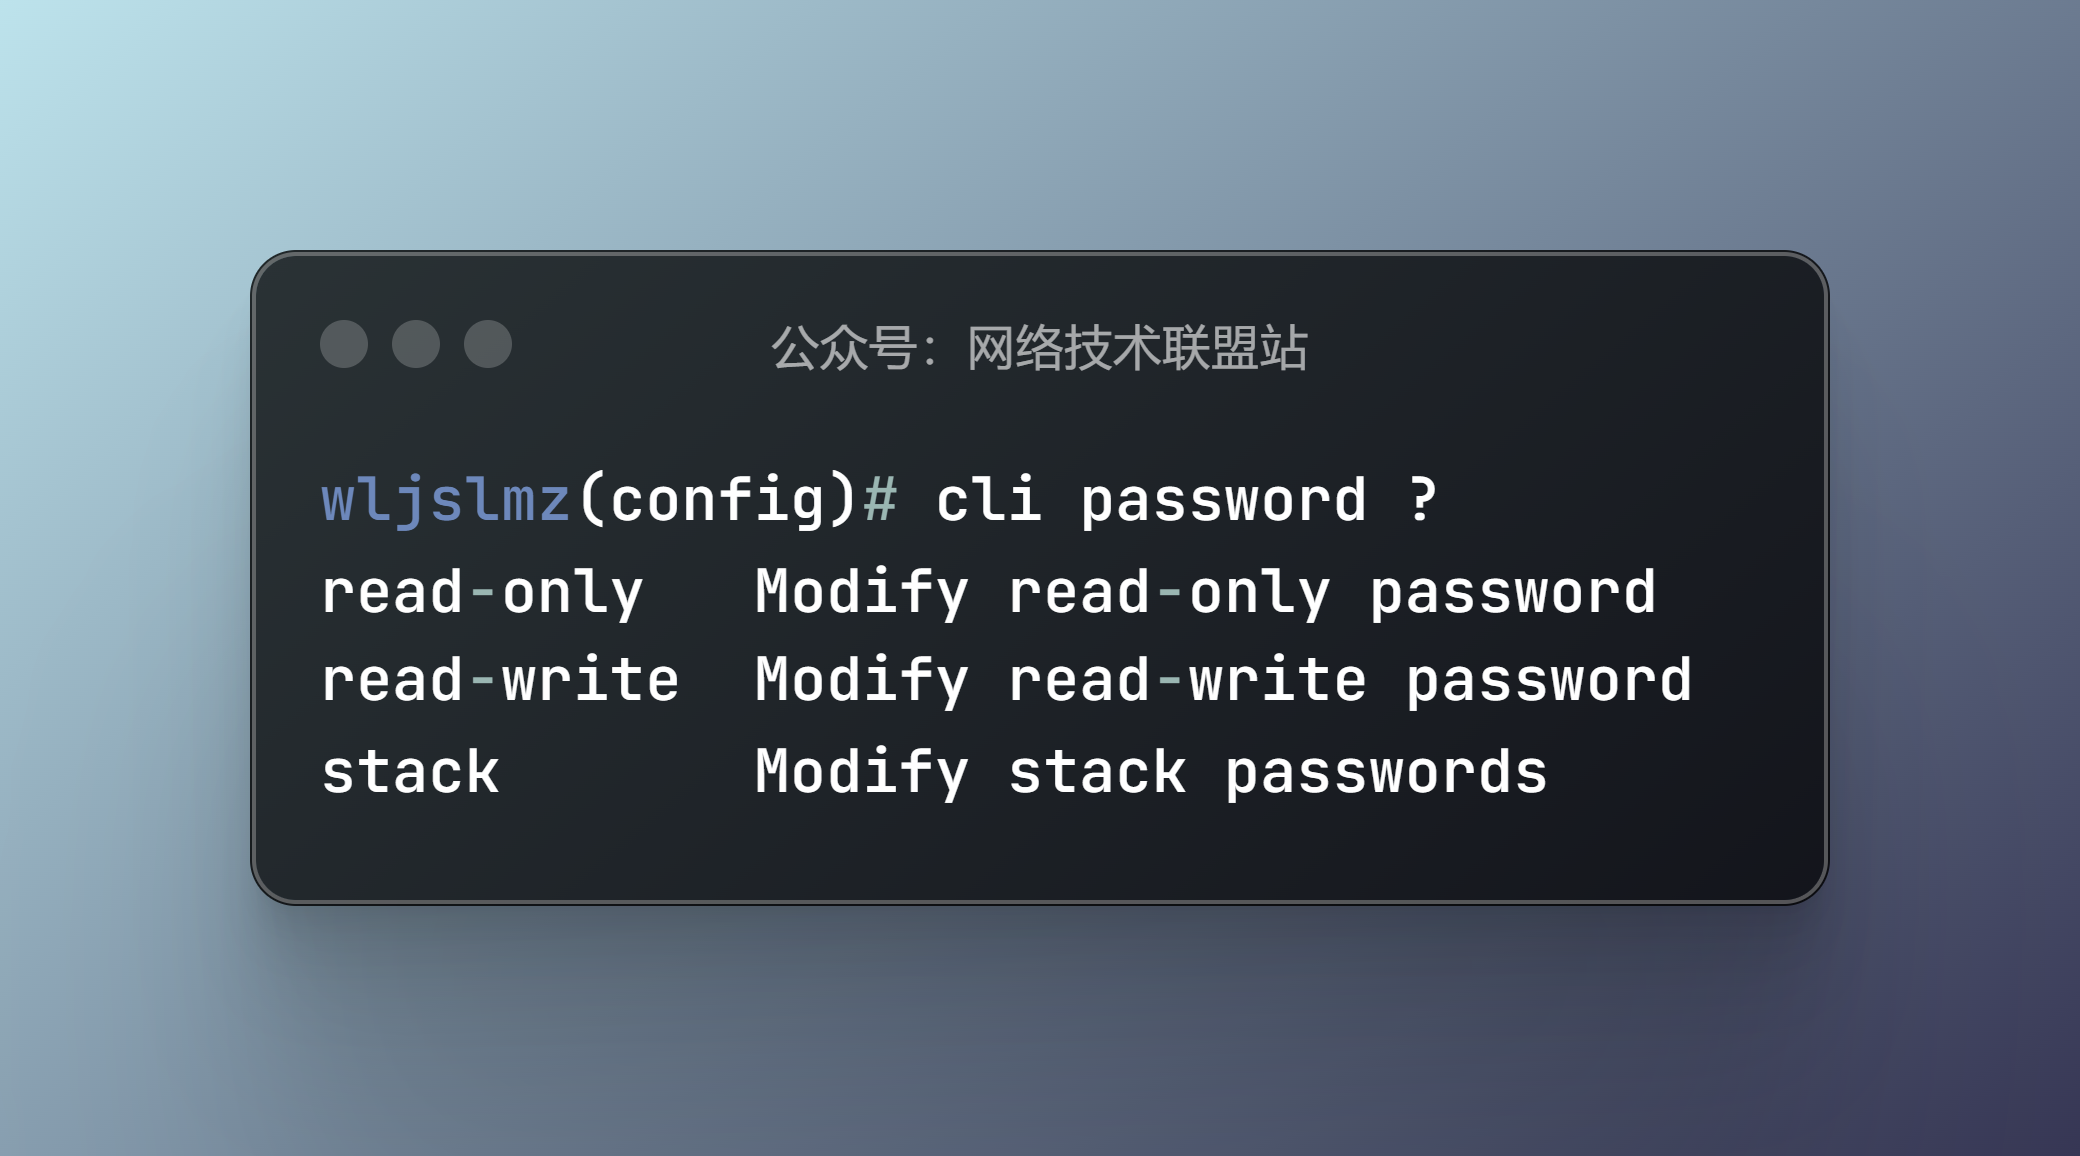 公众号：网络技术联盟站
wljslmz(config)# cli password ?
read-only   Modify read-only password
read-write  Modify read-write password
stack       Modify stack passwords